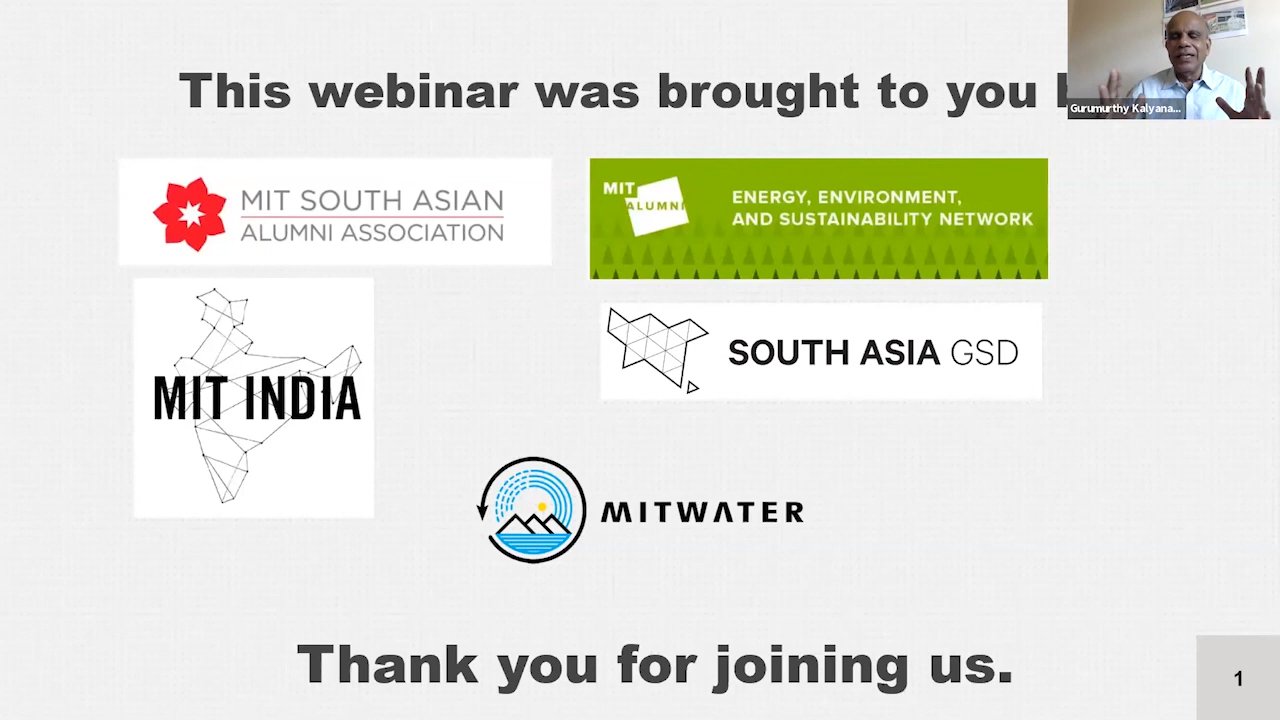 This webinar was brought to you
Gurumurthy Kalyana...
MIT SOUTH ASIAN
ALUMNI ASSOCIATION
MIT
ALUMNI
ENERGY, ENVIRONMENT,
AND SUSTAINABILITY NETWORK
MIT INDIA
SOUTH ASIA GSD
MITWATER
Thank you for joining us.
1